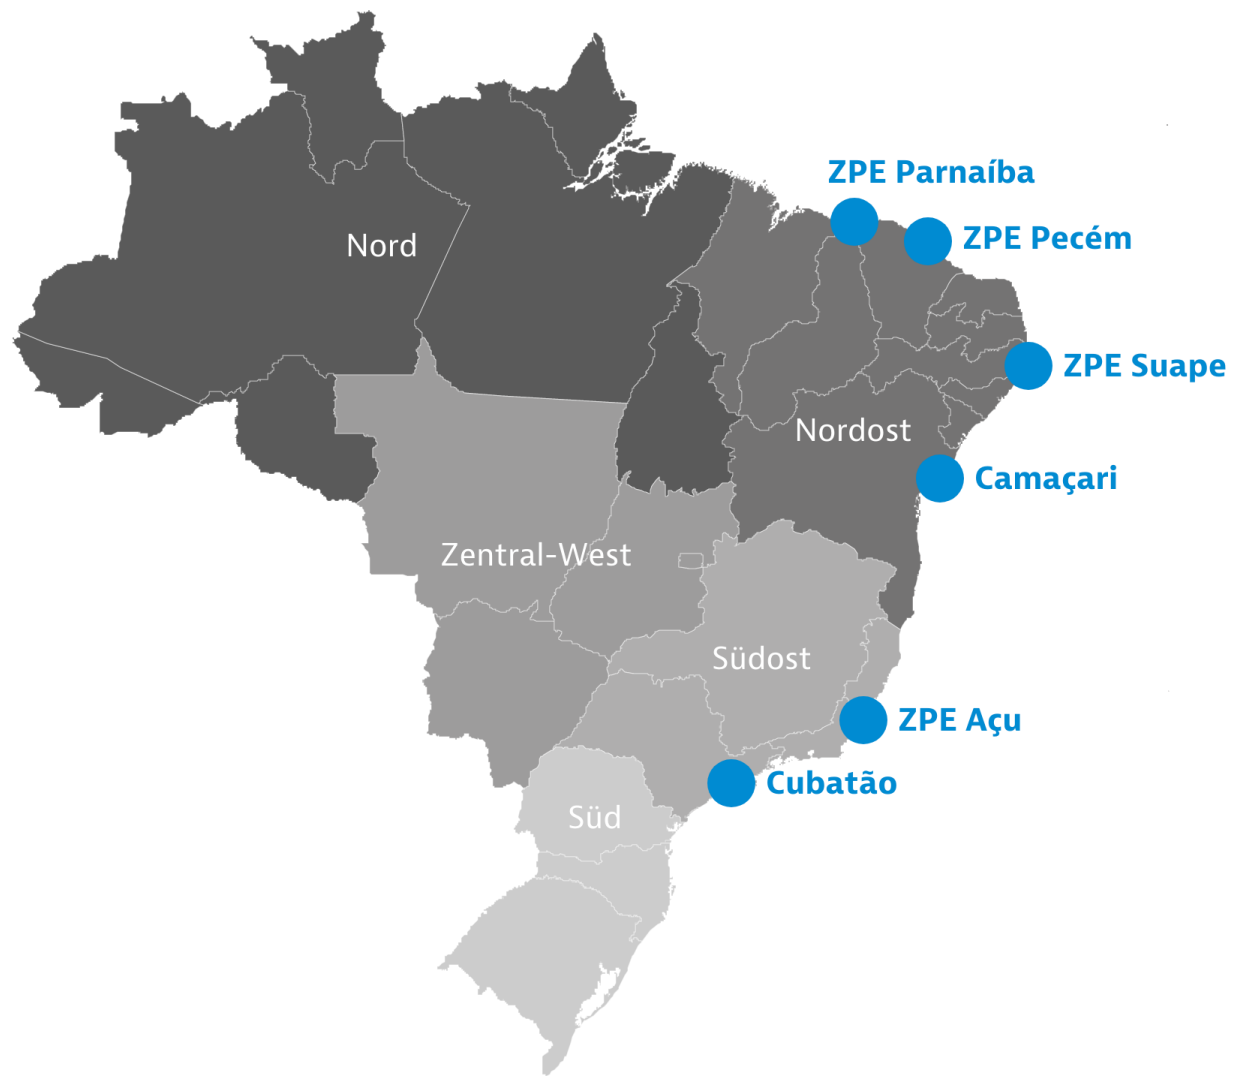 ZPE Parnaíba
ZPE Pecém
Nord
ZPE Suape
Nordost
Camaçari
Zentral-West
Südost
ZPE Açu
Cubatão
Süd